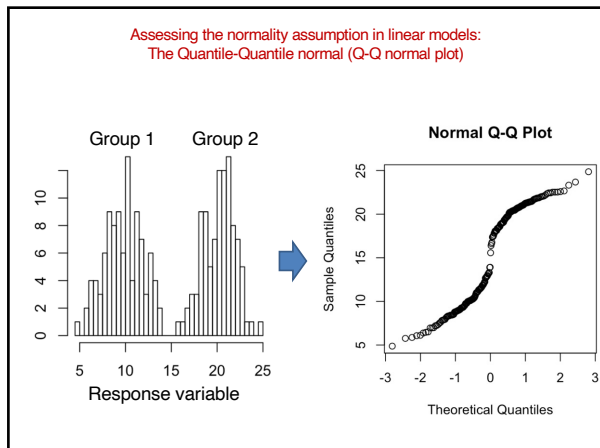 Assessing the normality assumption in linear models:
The Quantile-Quantile normal (Q-Q normal plot)
Group 1 Group 2
0 2 4 6 8 10
5 10 15 20 25
Response variable
Normal Q-Q Plot
Sample Quantiles
5 10 15 20 25
-3 -2 -1 0 1 2 3
Theoretical Quantiles